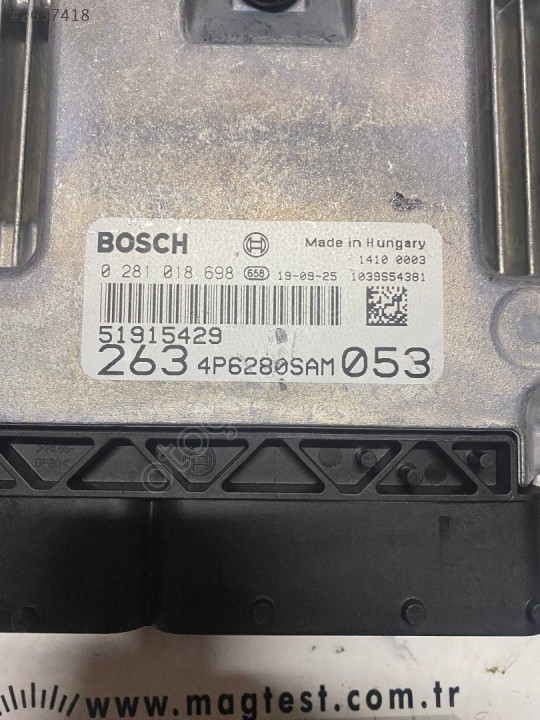 BOSCH
Made in Hungary
1410 0003
0 281 018 698 658 19-09-25 1039S54381
51915429
263 4P6280SAM 053
www.magtest.com.tr